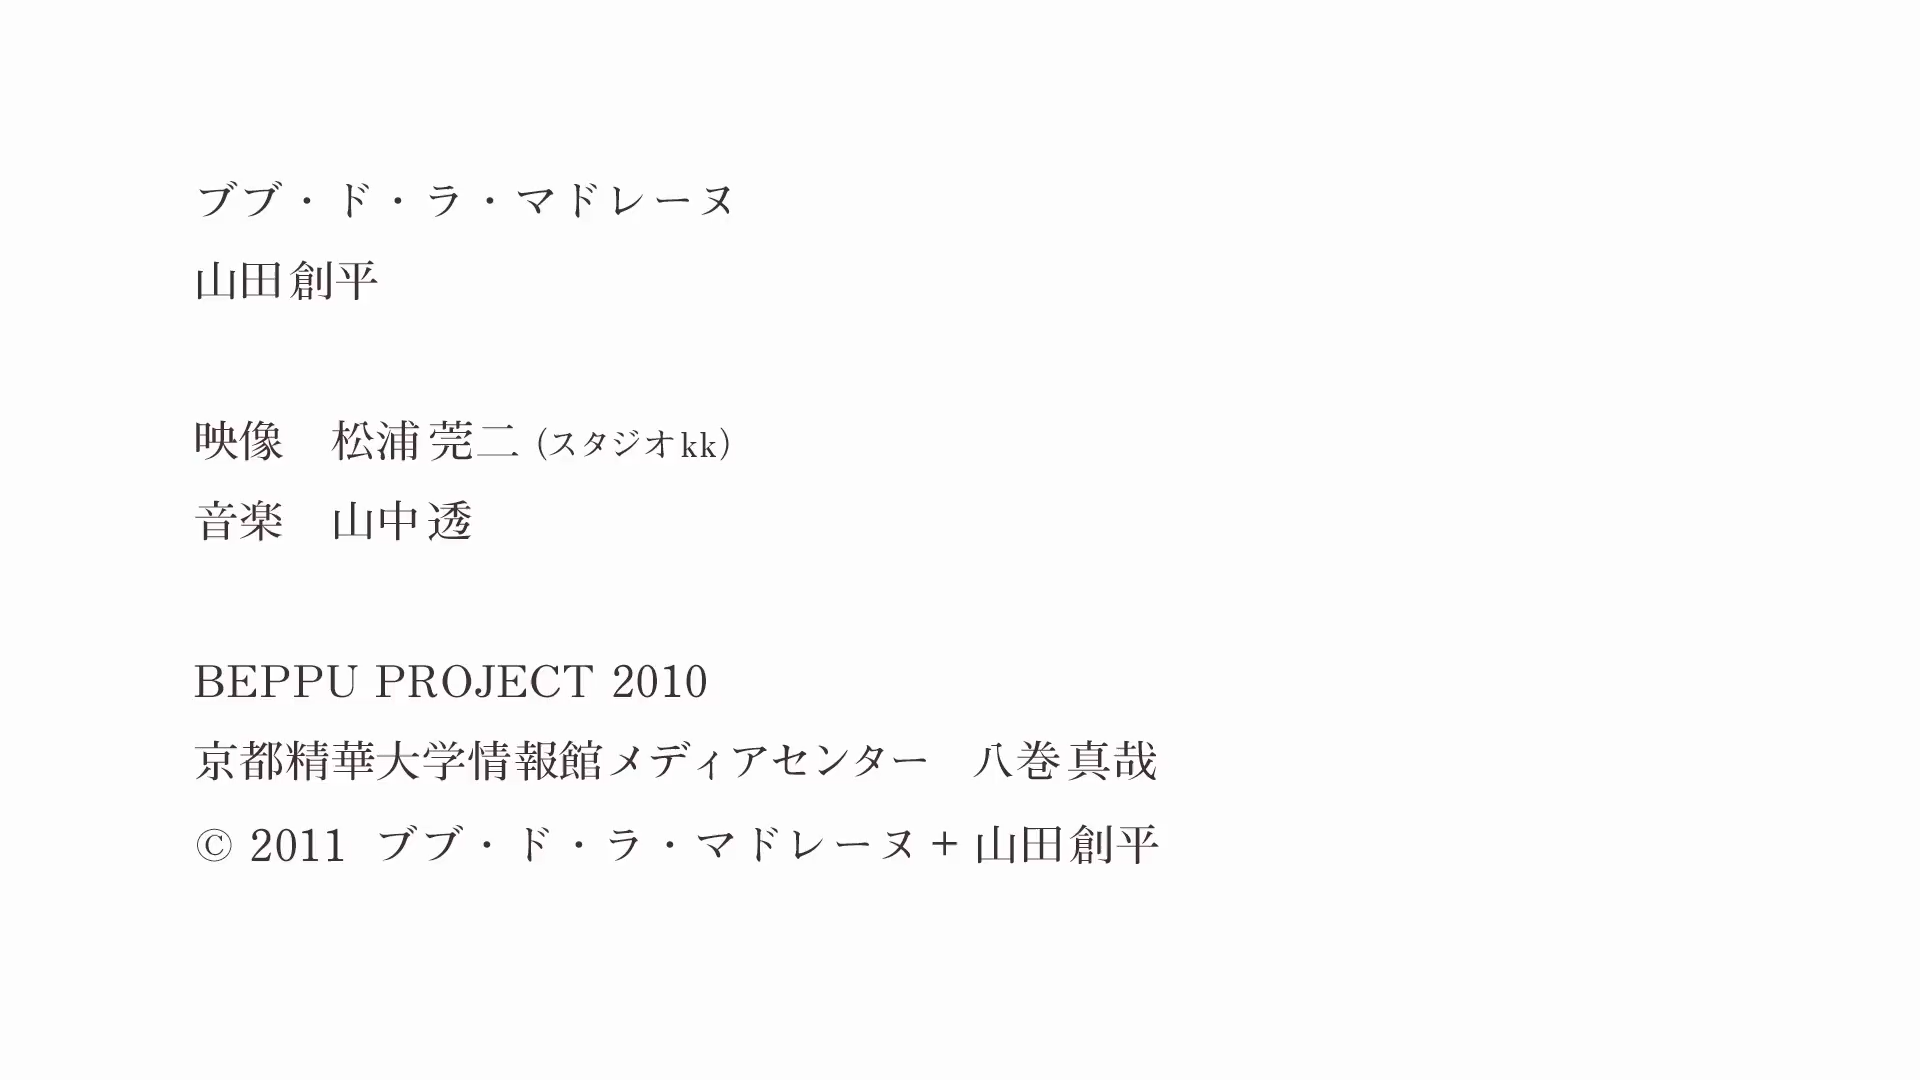 ブブ・ド・ラ・マドレーヌ
山田創平
映像　松浦莞二（スタジオkk）
音楽　山中透
BEPPU PROJECT 2010
京都精華大学情報館メディアセンター　八巻真哉
© 2011 ブブ・ド・ラ・マドレーヌ + 山田創平